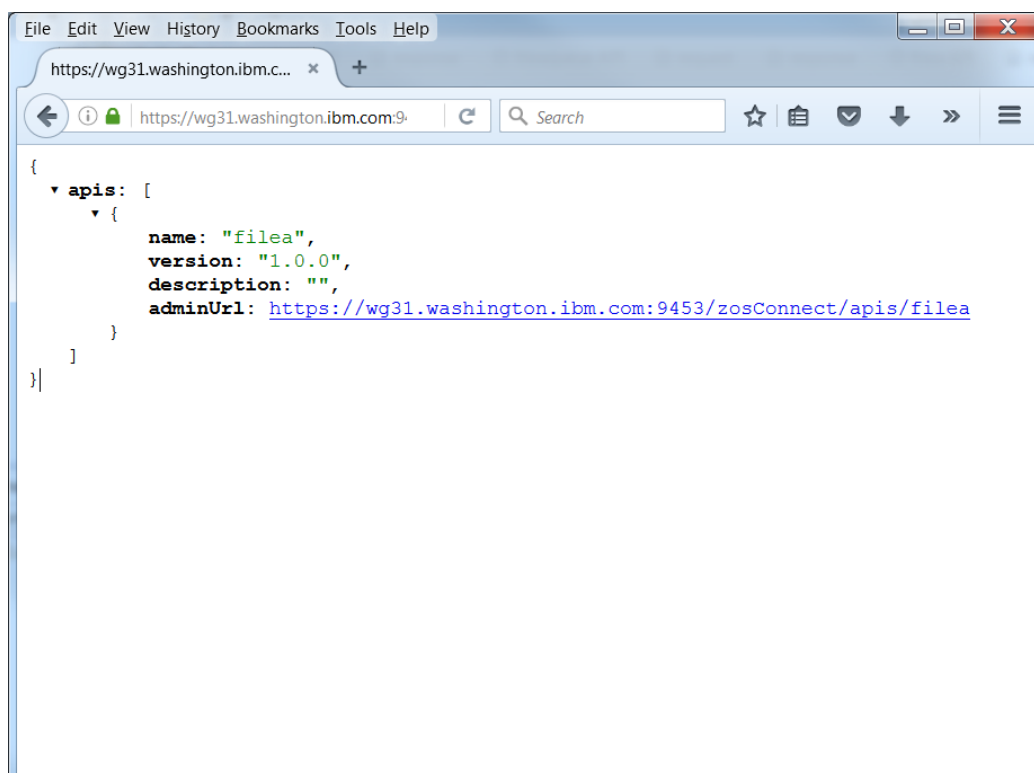 File Edit View History Bookmarks Tools Help
https://wg31.washington.ibm.c...
https://wg31.washington.ibm.com:9
Search
{
apis: [
{
name: "filea",
version: "1.0.0",
description: "",
adminUrl: https://wg31.washington.ibm.com:9453/zosConnect/apis/filea
}
]
}